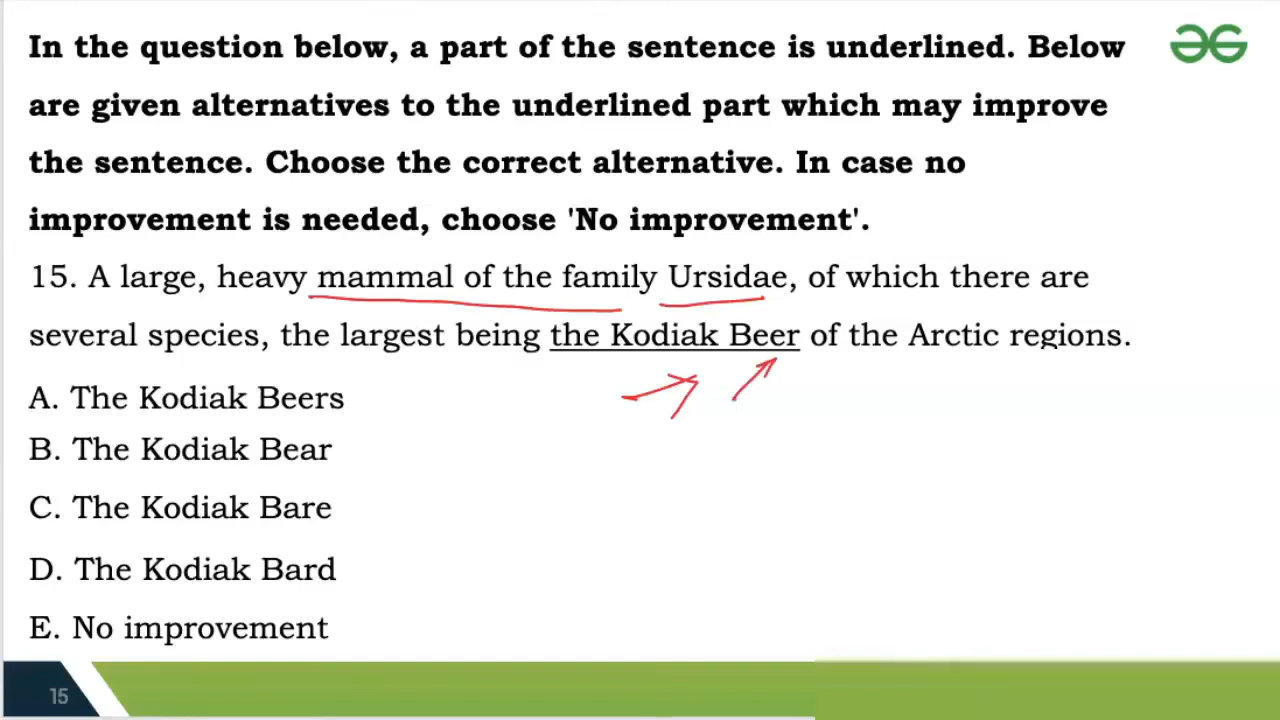 In the question below, a part of the sentence is underlined. Below
are given alternatives to the underlined part which may improve
the sentence. Choose the correct alternative. In case no
improvement is needed, choose 'No improvement'.
15. A large, heavy mammal of the family Ursidae, of which there are
several species, the largest being the Kodiak Beer of the Arctic regions.
A. The Kodiak Beers
B. The Kodiak Bear
C. The Kodiak Bare
D. The Kodiak Bard
E. No improvement
15